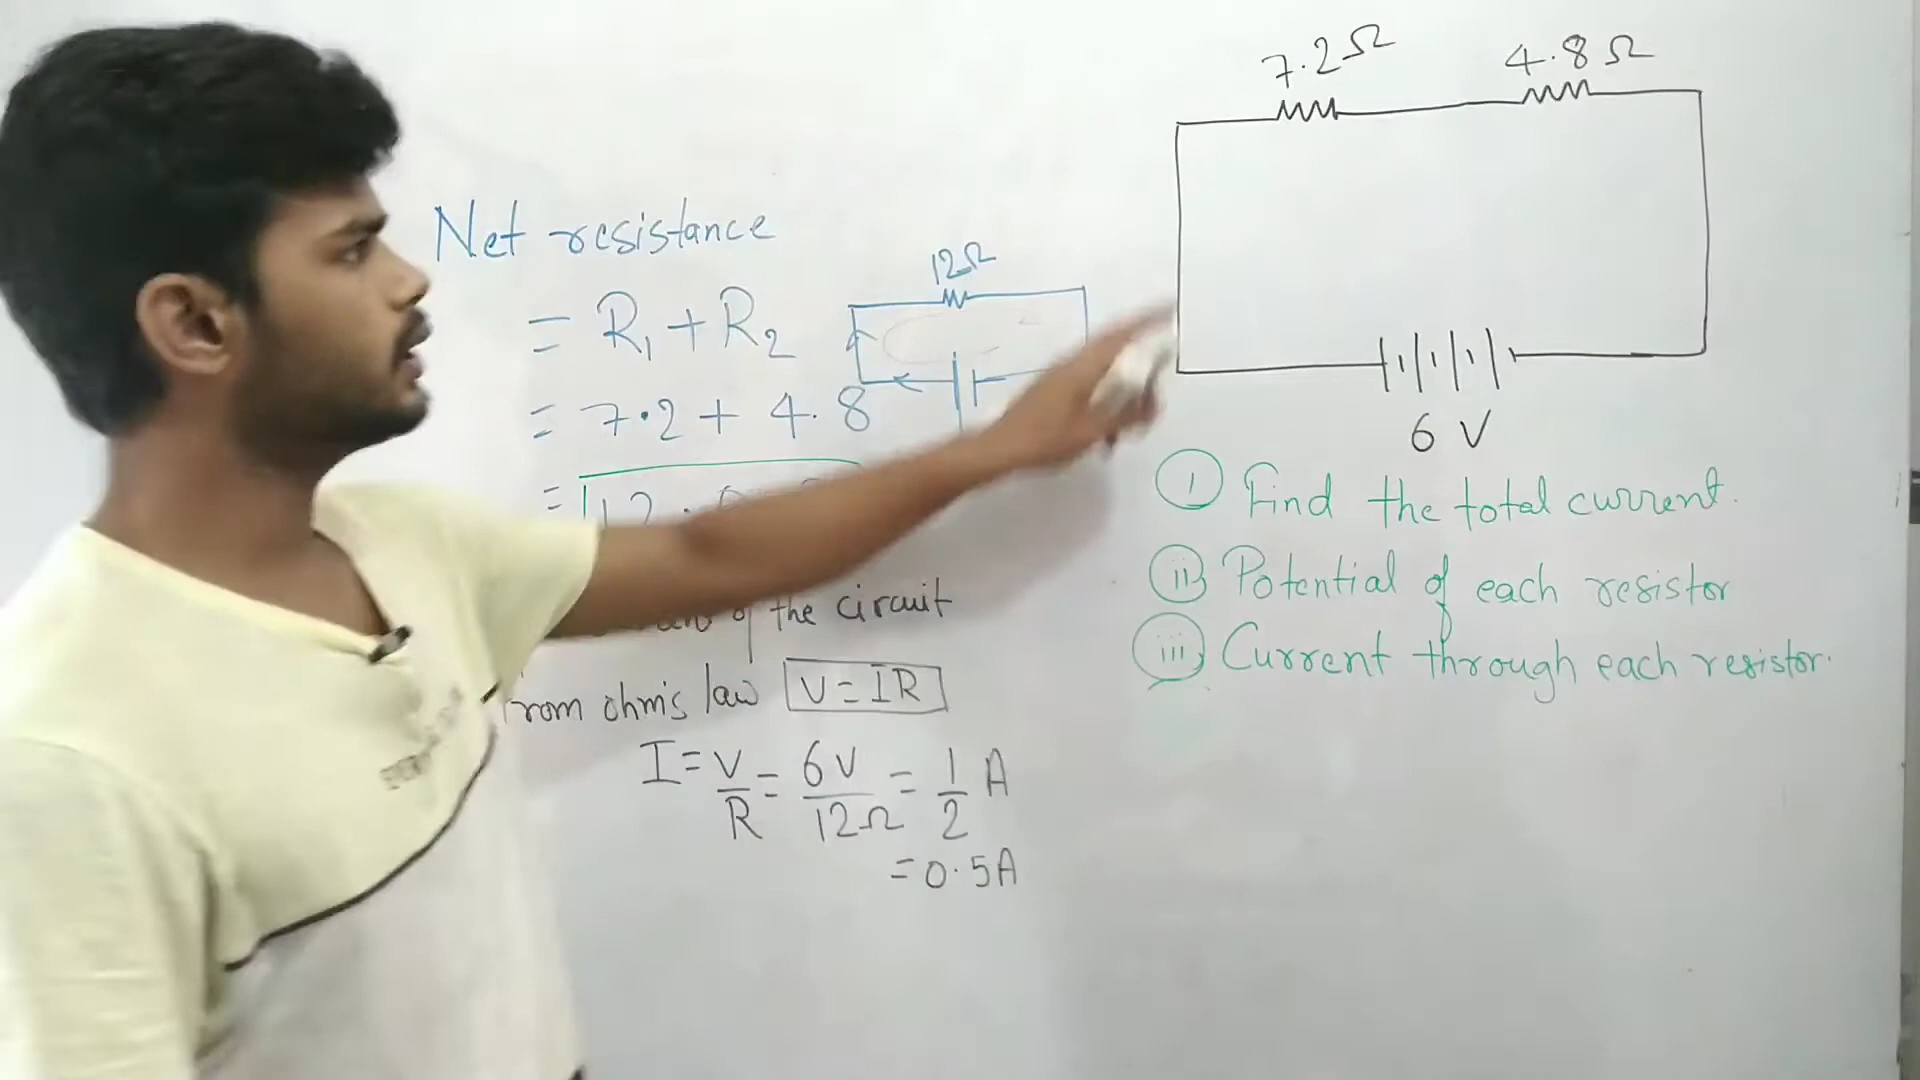 Net resistance
= R1 + R2
= 7.2 + 4.8
=
of the circuit
from ohm's law V = IR
I = V/R = 6V/12Ω = 1/2 A
= 0.5A
12Ω
7.2Ω 4.8Ω
6 V
i Find the total current.
ii Potential of each resistor
iii Current through each resistor.